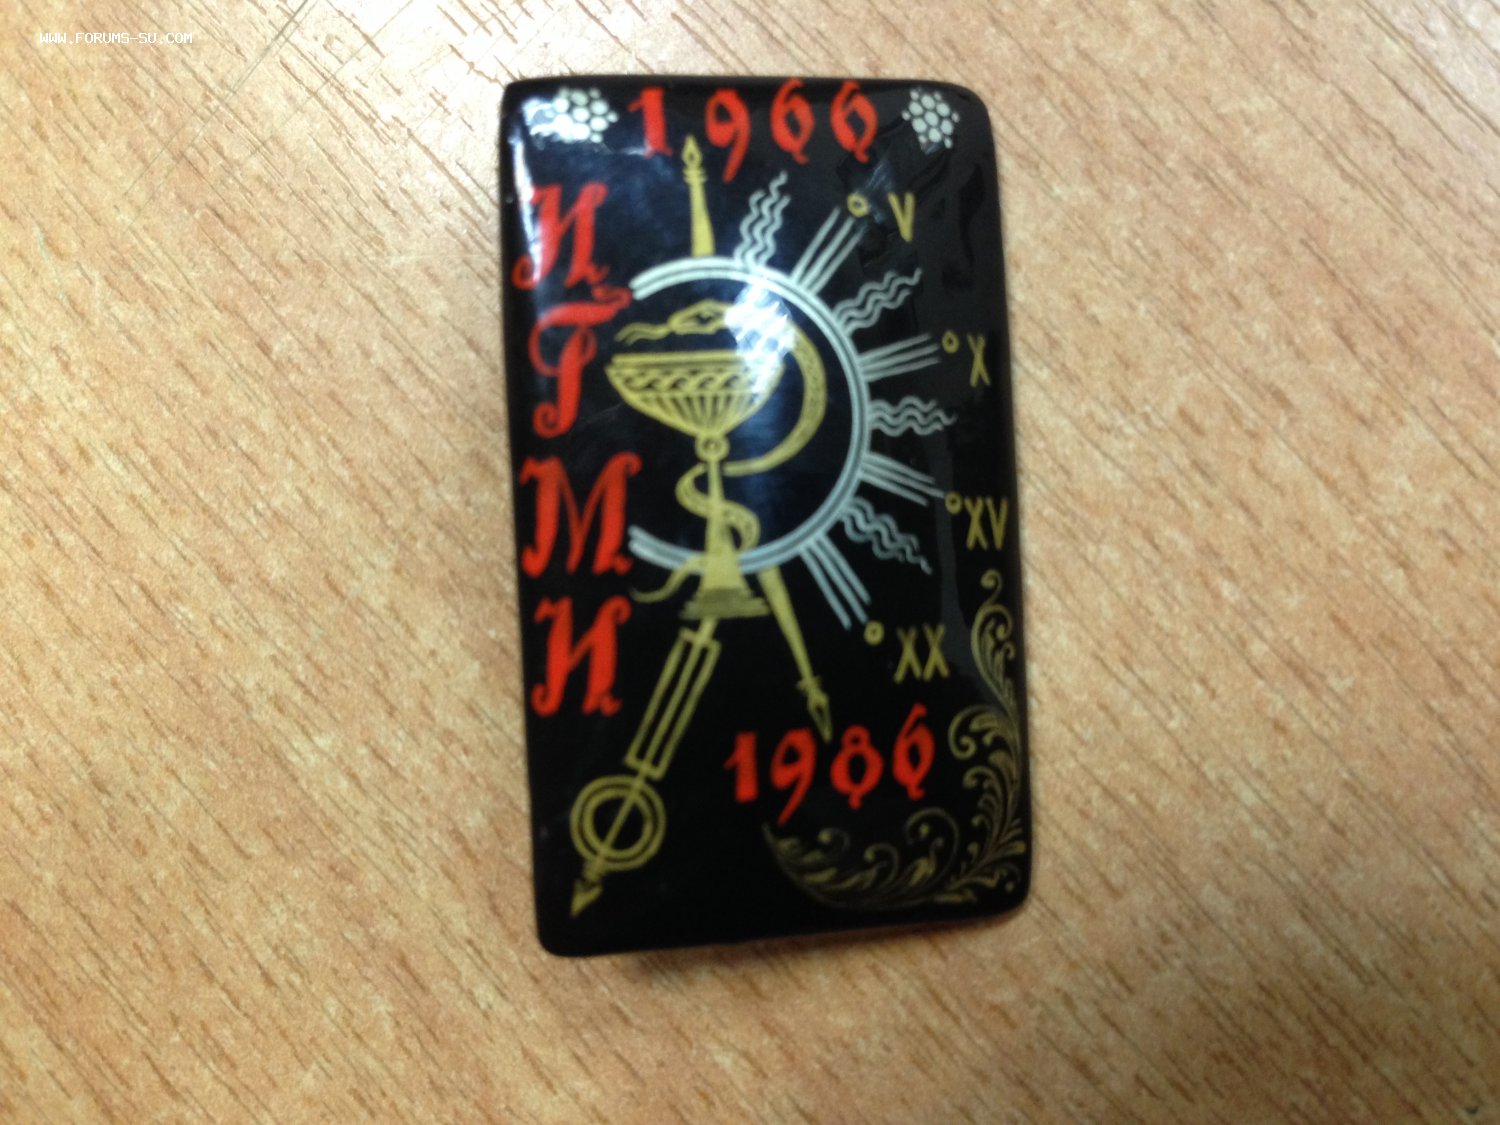 WWW.FORUMS-SU.COM
1966
И
Г
М
И
V
X
XV
XX
1986